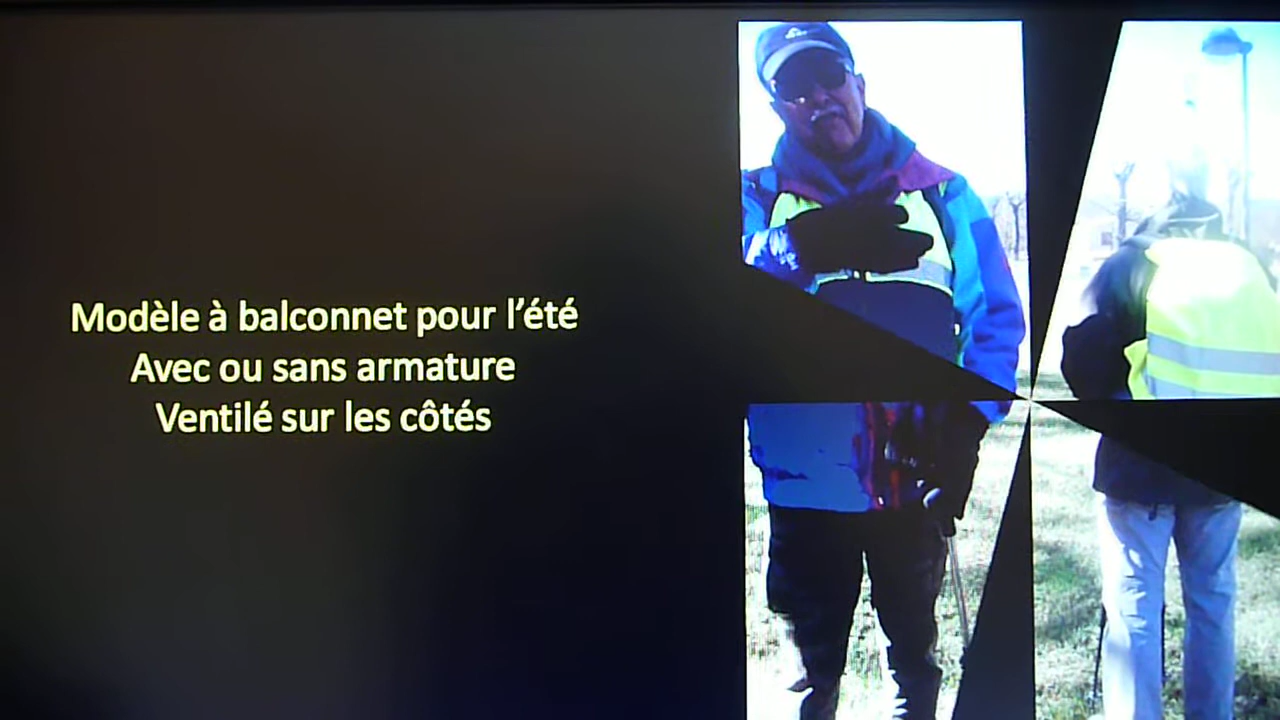 Modèle à balconnet pour l'été
Avec ou sans armature
Ventilé sur les côtés